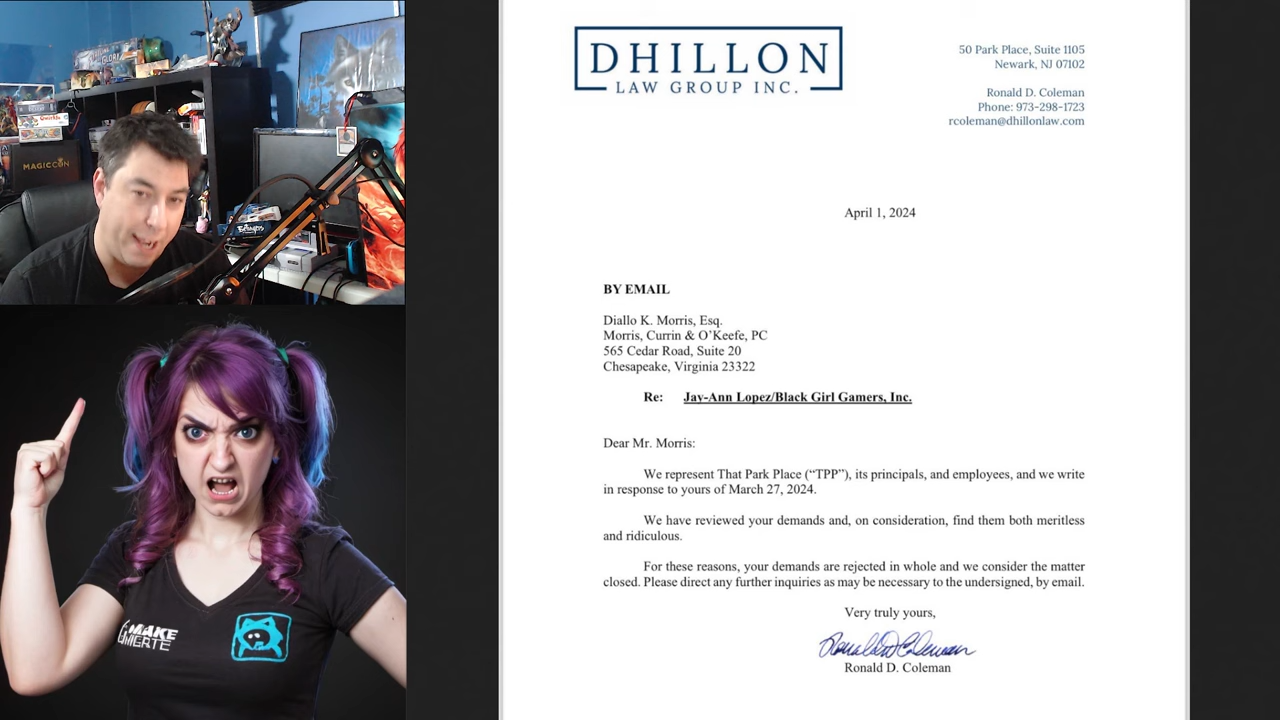 GLORY
Qwirkle
MAGICCON
DHILLON
LAW GROUP INC.
50 Park Place, Suite 1105
Newark, NJ 07102
Ronald D. Coleman
Phone: 973-298-1723
rcoleman@dhillonlaw.com
April 1, 2024
BY EMAIL
Diallo K. Morris, Esq.
Morris, Currin & O'Keefe, PC
565 Cedar Road, Suite 20
Chesapeake, Virginia 23322
Re: Jay-Ann Lopez/Black Girl Gamers, Inc.
Dear Mr. Morris:
We represent That Park Place (“TPP”), its principals, and employees, and we write
in response to yours of March 27, 2024.
We have reviewed your demands and, on consideration, find them both meritless
and ridiculous.
For these reasons, your demands are rejected in whole and we consider the matter
closed. Please direct any further inquiries as may be necessary to the undersigned, by email.
Very truly yours,
Ronald D Coleman
Ronald D. Coleman
MAKE